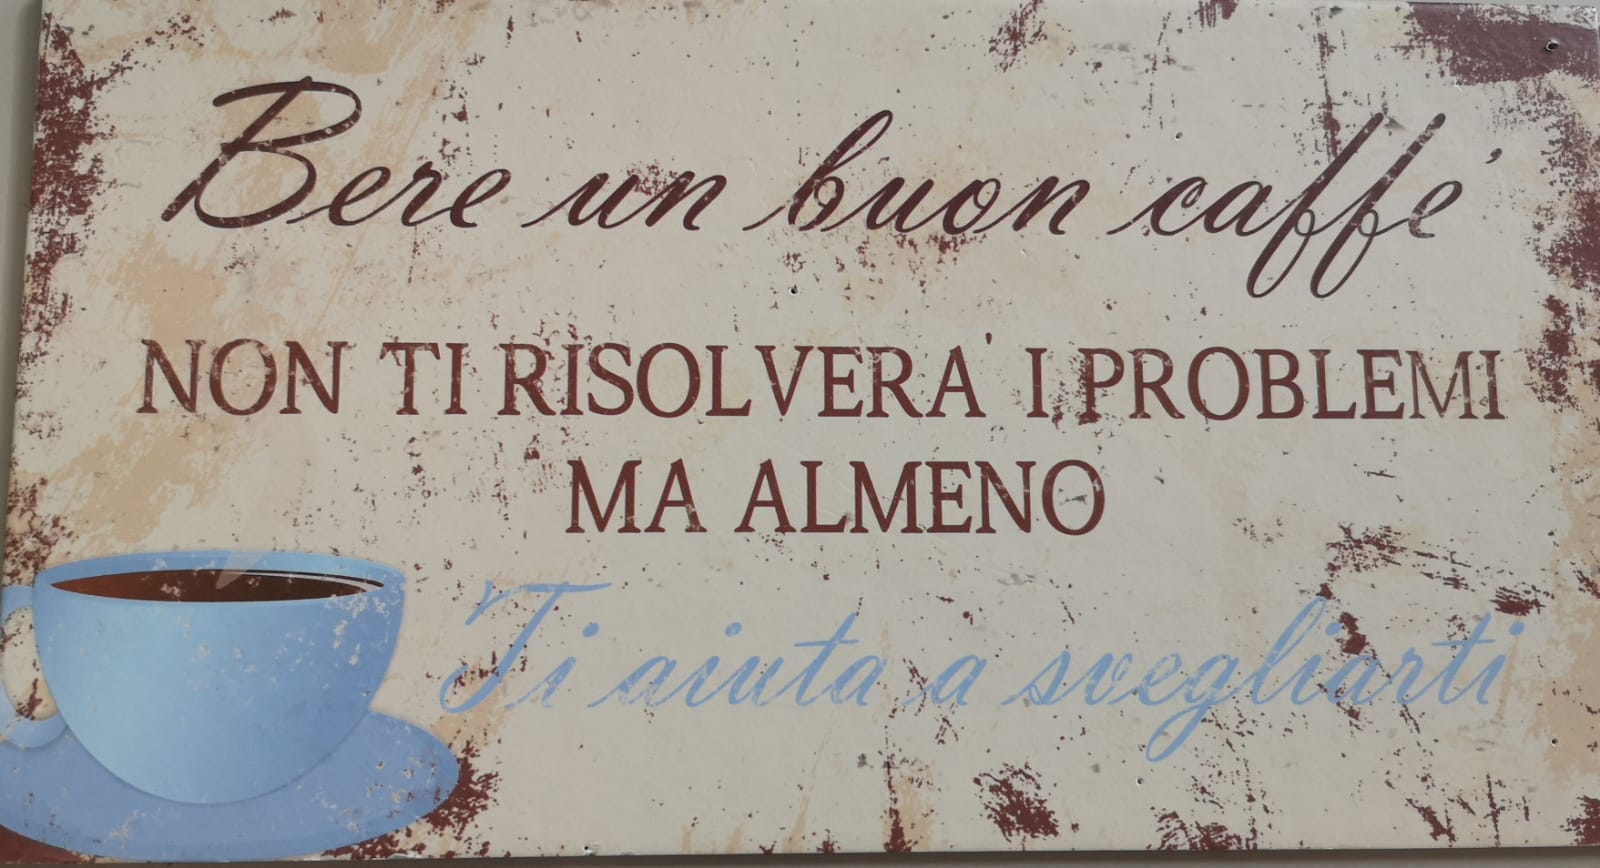 Bere un buon caffe'
NON TI RISOLVERA' I PROBLEMI
MA ALMENO
Ti aiuta a svegliarti